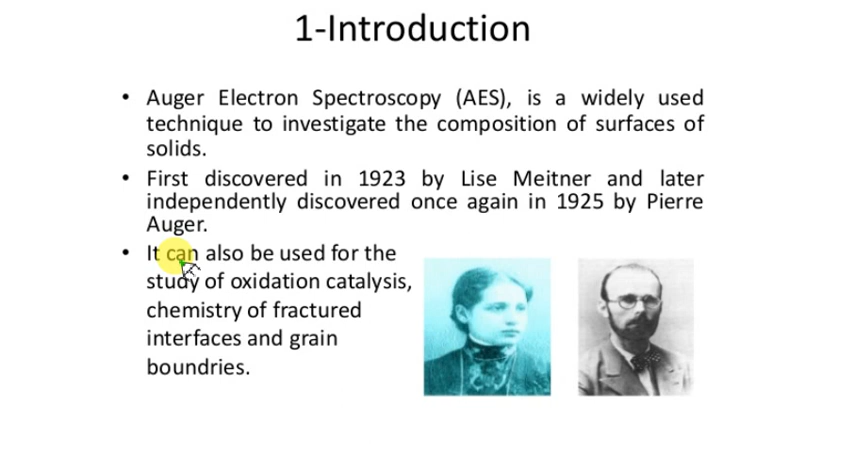 1-Introduction
• Auger Electron Spectroscopy (AES), is a widely used
technique to investigate the composition of surfaces of
solids.
• First discovered in 1923 by Lise Meitner and later
independently discovered once again in 1925 by Pierre
Auger.
• It can also be used for the
study of oxidation catalysis,
chemistry of fractured
interfaces and grain
boundries.